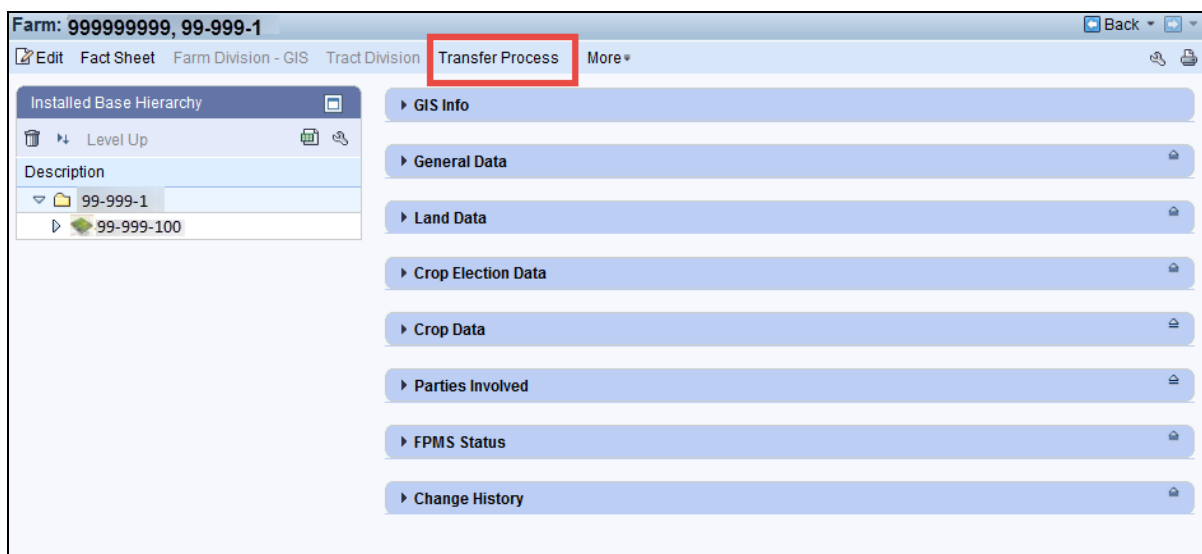 Farm: 999999999, 99-999-1
Back
Edit Fact Sheet Farm Division - GIS Tract Division Transfer Process More
Installed Base Hierarchy
Level Up
Description
99-999-1
99-999-100
GIS Info
General Data
Land Data
Crop Election Data
Crop Data
Parties Involved
FPMS Status
Change History